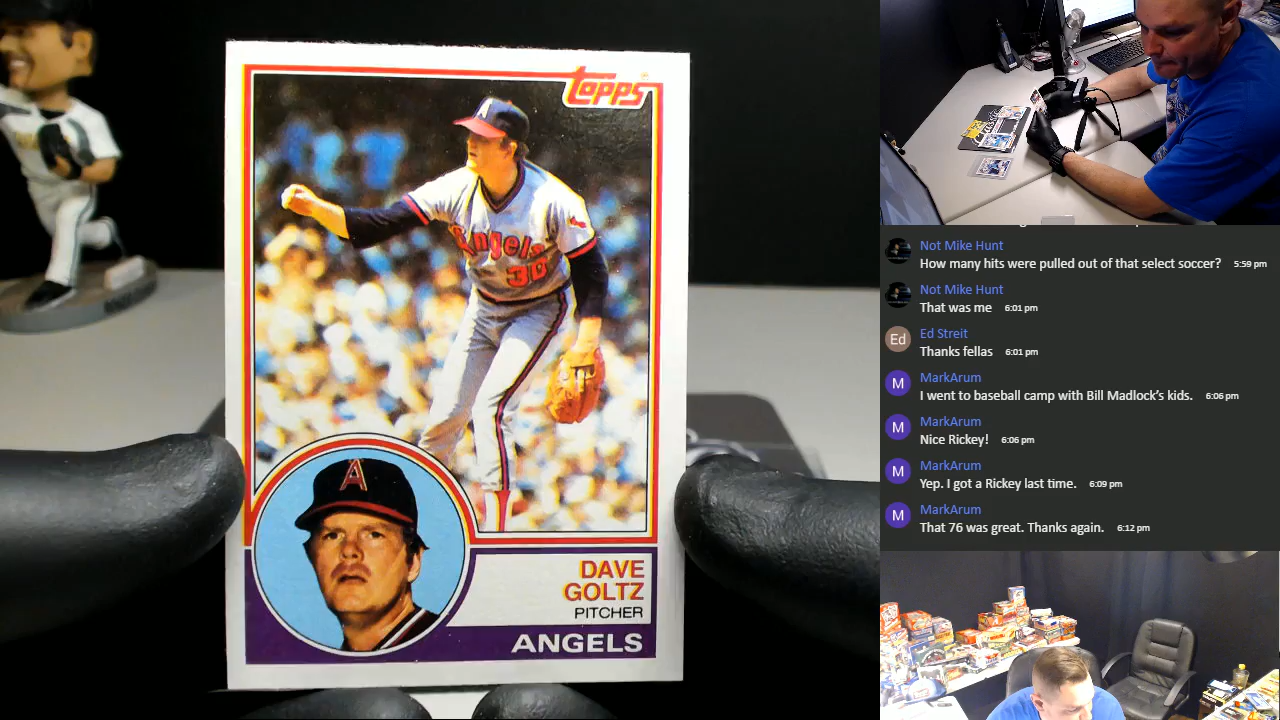 topps
A
Angels
30
A
DAVE
GOLTZ
PITCHER
ANGELS
Not Mike Hunt
How many hits were pulled out of that select soccer? 5:59 pm
Not Mike Hunt
That was me 6:01 pm
Ed
Ed Streit
Thanks fellas 6:01 pm
M
MarkArum
I went to baseball camp with Bill Madlock's kids. 6:06 pm
M
MarkArum
Nice Rickey! 6:06 pm
M
MarkArum
Yep. I got a Rickey last time. 6:09 pm
M
MarkArum
That 76 was great. Thanks again. 6:12 pm